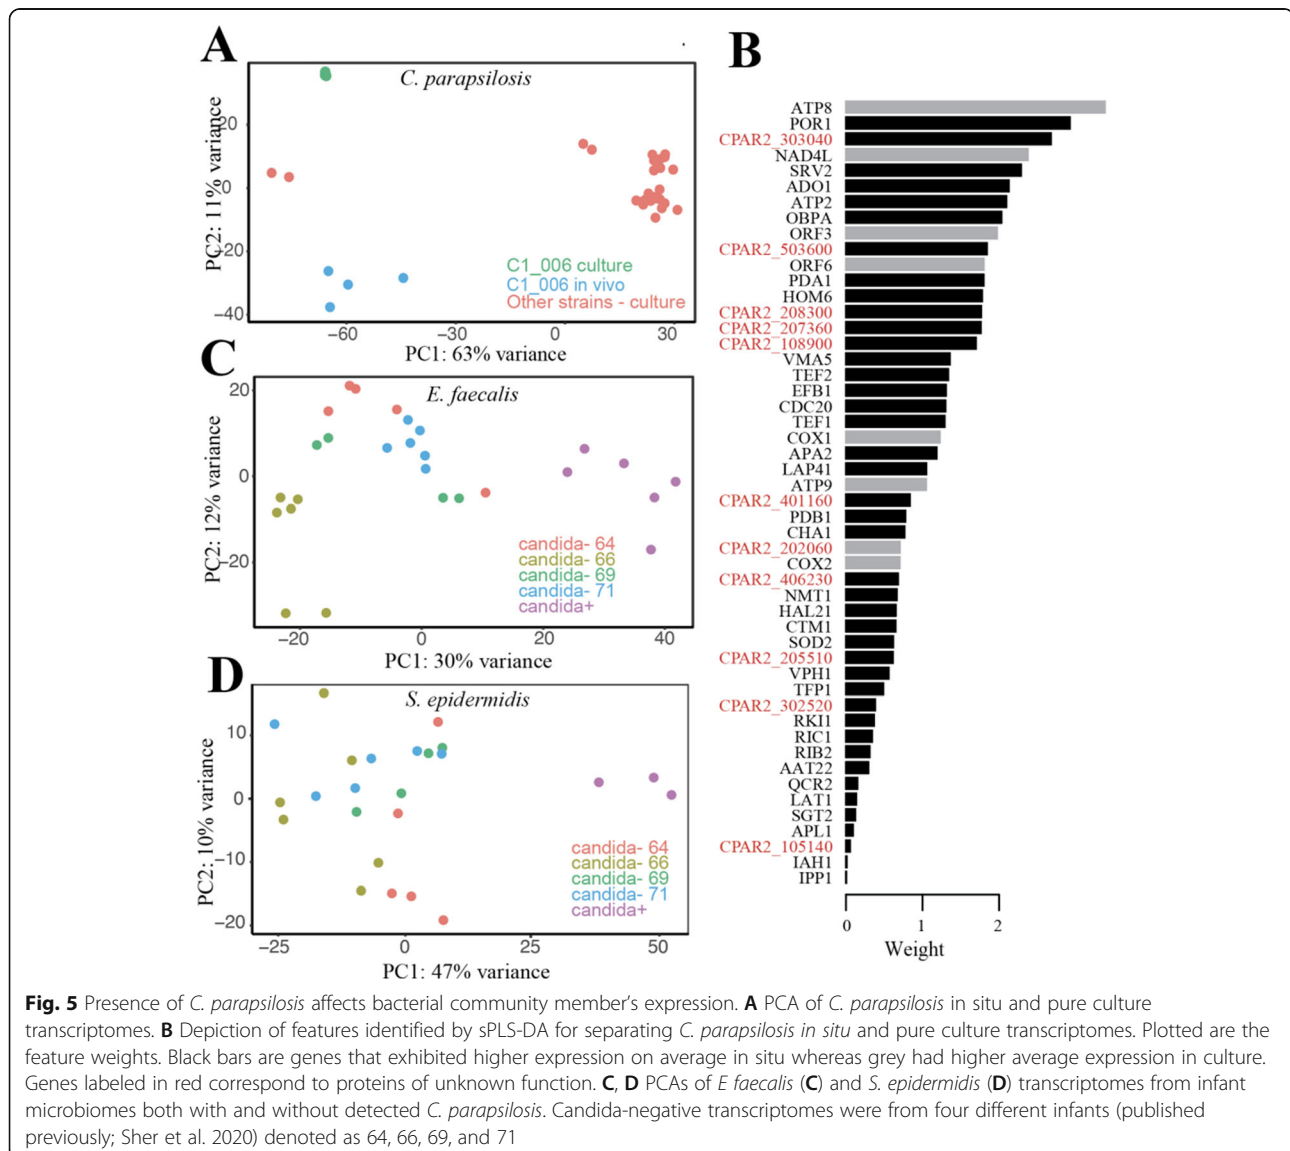 A
C. parapsilosis
20
0
−20
−40
PC2: 11% variance
C1_006 culture
C1_006 in vivo
Other strains - culture
−60
−30
0
30
PC1: 63% variance
C
E. faecalis
20
0
−20
PC2: 12% variance
candida- 64
candida- 66
candida- 69
candida- 71
candida+
−20
0
20
40
PC1: 30% variance
D
S. epidermidis
10
0
−10
−20
PC2: 10% variance
candida- 64
candida- 66
candida- 69
candida- 71
candida+
−25
0
25
50
PC1: 47% variance
B
ATP8
POR1
CPAR2_303040
NAD4L
SRV2
ADO1
ATP2
OBPA
ORF3
CPAR2_503600
ORF6
PDA1
HOM6
CPAR2_208300
CPAR2_207360
CPAR2_108900
VMA5
TEF2
EFB1
CDC20
TEF1
COX1
APA2
LAP41
ATP9
CPAR2_401160
PDB1
CHA1
CPAR2_202060
COX2
CPAR2_406230
NMT1
HAL21
CTM1
SOD2
CPAR2_205510
VPH1
TFP1
CPAR2_302520
RKI1
RIC1
RIB2
AAT22
QCR2
LAT1
SGT2
APL1
CPAR2_105140
IAH1
IPP1
0
1
2
Weight
Fig. 5 Presence of C. parapsilosis affects bacterial community member's expression. A PCA of C. parapsilosis in situ and pure culture
transcriptomes. B Depiction of features identified by sPLS-DA for separating C. parapsilosis in situ and pure culture transcriptomes. Plotted are the
feature weights. Black bars are genes that exhibited higher expression on average in situ whereas grey had higher average expression in culture.
Genes labeled in red correspond to proteins of unknown function. C, D PCAs of E faecalis (C) and S. epidermidis (D) transcriptomes from infant
microbiomes both with and without detected C. parapsilosis. Candida-negative transcriptomes were from four different infants (published
previously; Sher et al. 2020) denoted as 64, 66, 69, and 71